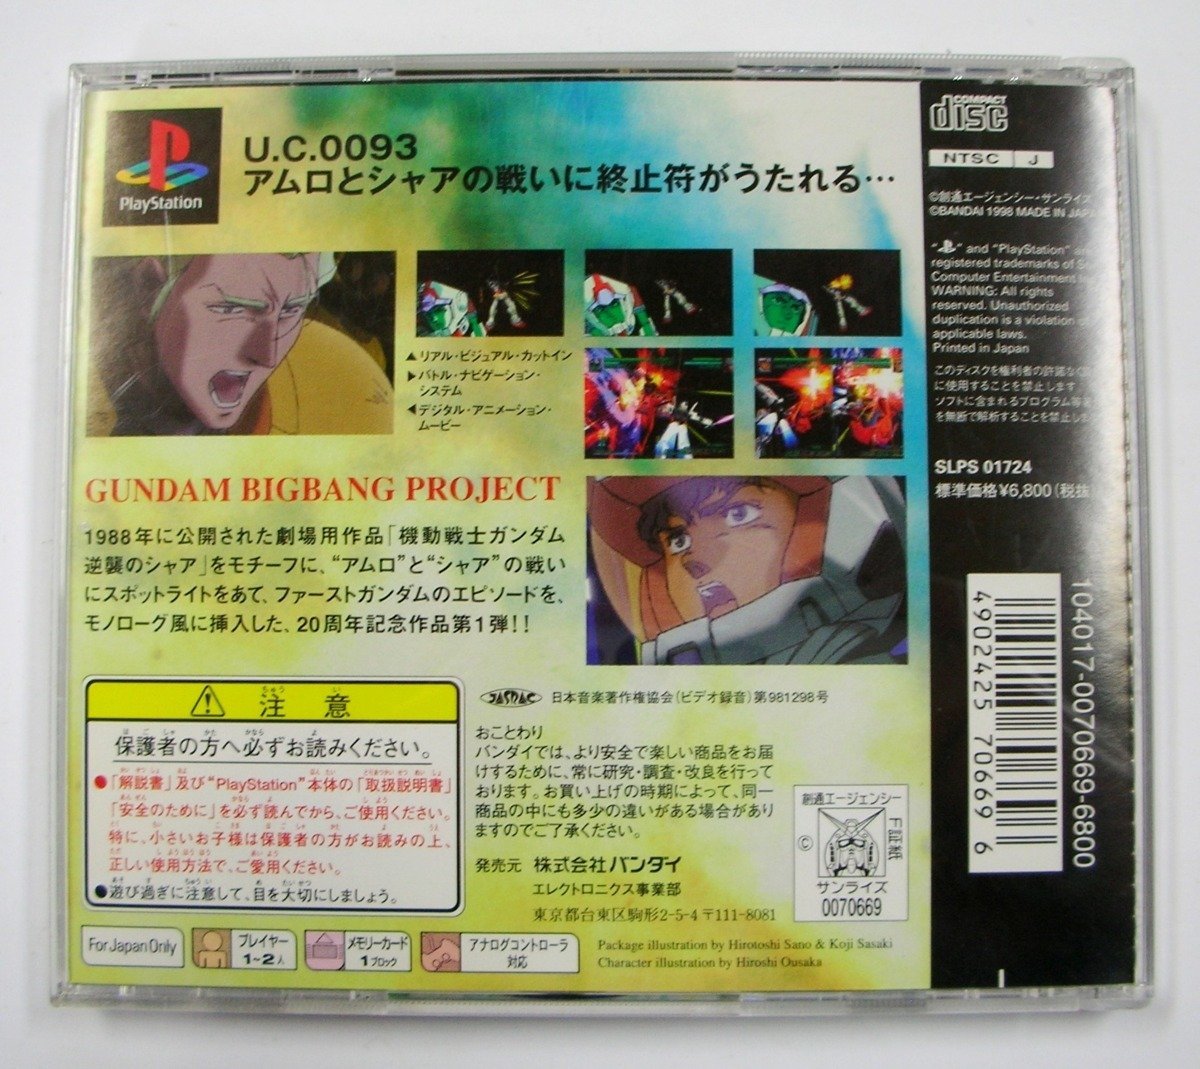 PlayStation
U.C.0093
アムロとシャアの戦いに終止符がうたれる…
▲リアル・ビジュアル・カットイン
▶バトル・ナビゲーション・
システム
◀デジタル・アニメーション・
ムービー
GUNDAM BIGBANG PROJECT
1988年に公開された劇場用作品「機動戦士ガンダム
逆襲のシャア」をモチーフに、“アムロ”と“シャア”の戦い
にスポットライトをあて、ファーストガンダムのエピソードを、
モノローグ風に挿入した、20周年記念作品第1弾!!
注意
保護者の方へ必ずお読みください。
●「解説書」及び“PlayStation”本体の「取扱説明書」
「安全のために」を必ず読んでから、ご使用ください。
特に、小さいお子様は保護者の方がお読みの上、
正しい使用方法で、ご愛用ください。
●遊び過ぎに注意して、目を大切にしましょう。
JASRAC 日本音楽著作権協会(ビデオ録音)第981298号
おことわり
バンダイでは、より安全で楽しい商品をお届
けするために、常に研究・調査・改良を行って
おります。お買い上げの時期によって、同一
商品の中にも多少の違いがある場合があり
ますのでご了承ください。
発売元 株式会社バンダイ
エレクトロニクス事業部
東京都台東区駒形2-5-4 〒111-8081
創通エージェンシー
©
F証紙
サンライズ
0070669
For Japan Only
プレイヤー
1~2人
メモリーカード
1ブロック
アナログコントローラ
対応
Package illustration by Hirotoshi Sano & Koji Sasaki
Character illustration by Hiroshi Ousaka
COMPACT
disc
NTSC J
©創通エージェンシー・サンライズ
©BANDAI 1998 MADE IN JAPAN
" " and "PlayStation" are
registered trademarks of
Computer Entertainment
WARNING: All rights
reserved. Unauthorized
duplication is a violation of
applicable laws.
Printed in Japan
このディスクを権利者の許諾なく
に使用することを禁止します
ソフトに含まれるプログラム等
を無断で解析することを禁止し
SLPS 01724
標準価格¥6,800(税抜)
4902425 70669 6
104017-0070669-6800